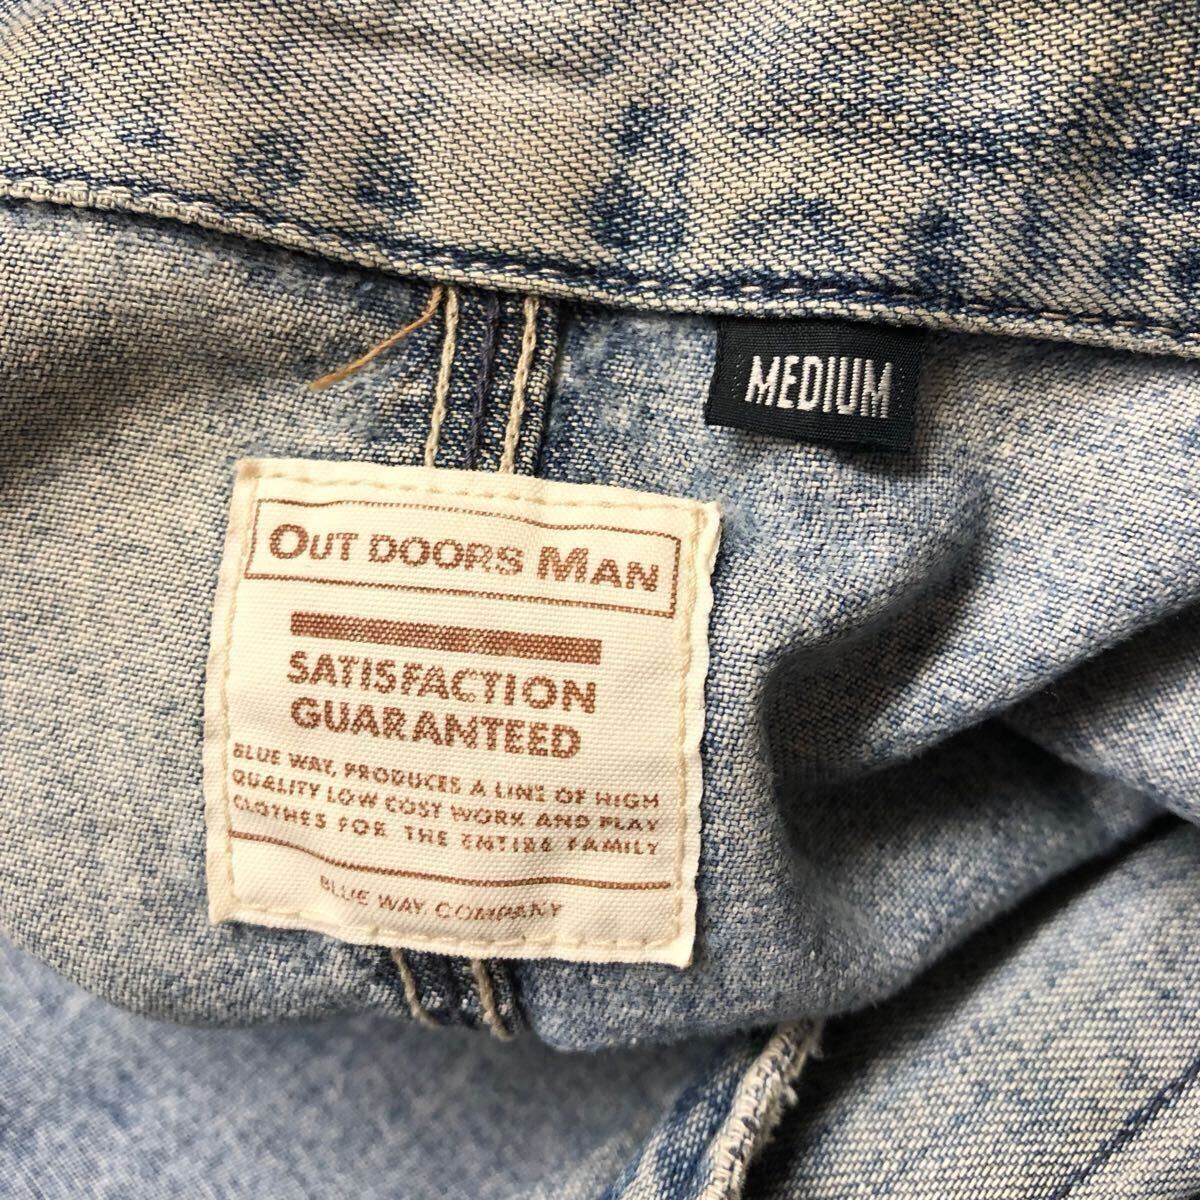 MEDIUM
OUT DOORS MAN
SATISFACTION
GUARANTEED
BLUE WAY, PRODUCES A LINE OF HIGH
QUALITY LOW COST WORK AND PLAY
CLOTHES FOR THE ENTIRE FAMILY
BLUE WAY. COMPANY